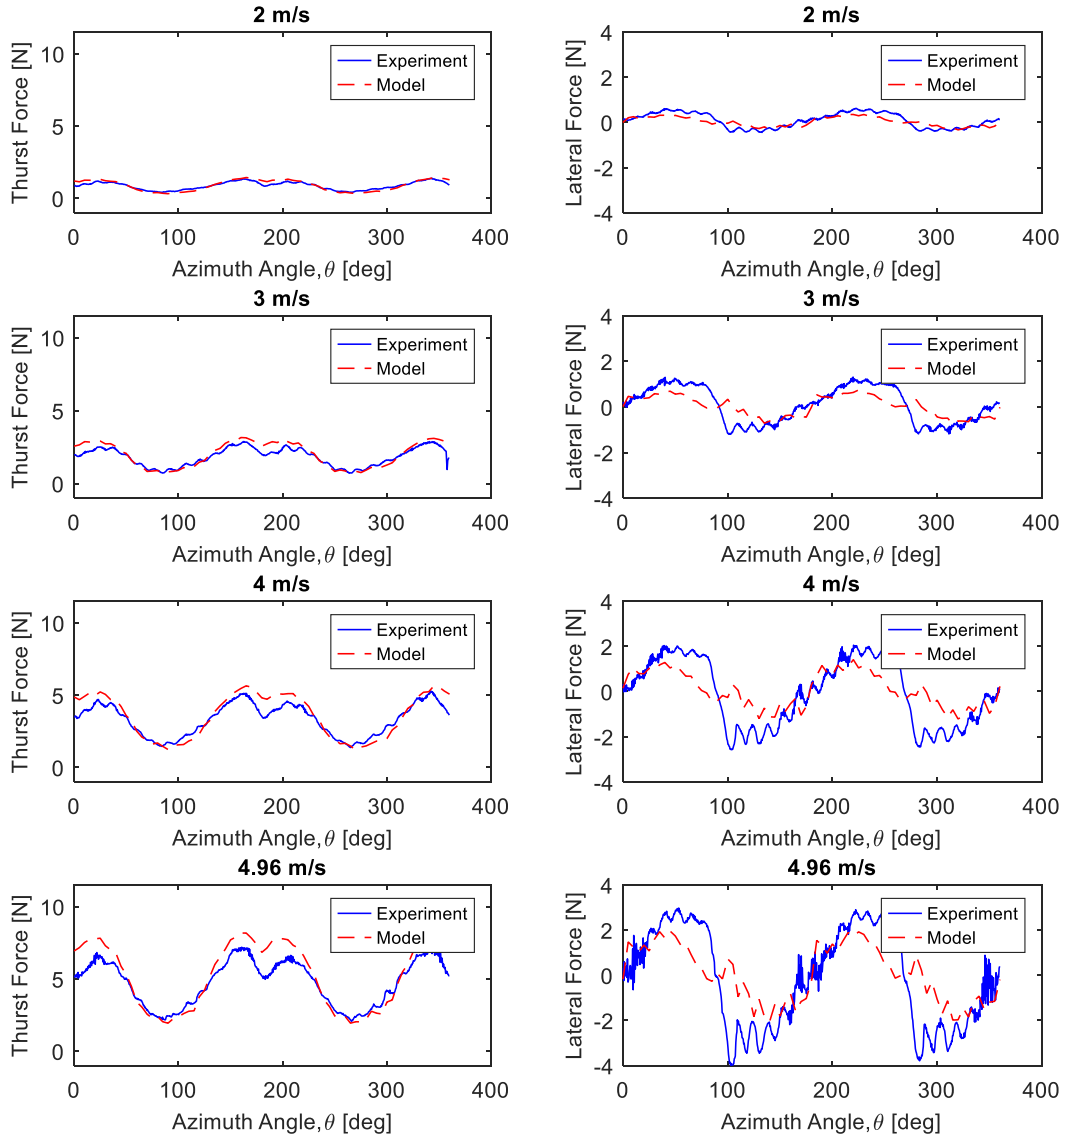 2 m/s
10
5
0
Thurst Force [N]
Experiment
Model
0 100 200 300 400
Azimuth Angle, θ [deg]
2 m/s
4
2
0
-2
-4
Lateral Force [N]
Experiment
Model
0 100 200 300 400
Azimuth Angle, θ [deg]
3 m/s
10
5
0
Thurst Force [N]
Experiment
Model
0 100 200 300 400
Azimuth Angle, θ [deg]
3 m/s
4
2
0
-2
-4
Lateral Force [N]
Experiment
Model
0 100 200 300 400
Azimuth Angle, θ [deg]
4 m/s
10
5
0
Thurst Force [N]
Experiment
Model
0 100 200 300 400
Azimuth Angle, θ [deg]
4 m/s
4
2
0
-2
-4
Lateral Force [N]
Experiment
Model
0 100 200 300 400
Azimuth Angle, θ [deg]
4.96 m/s
10
5
0
Thurst Force [N]
Experiment
Model
0 100 200 300 400
Azimuth Angle, θ [deg]
4.96 m/s
4
2
0
-2
-4
Lateral Force [N]
Experiment
Model
0 100 200 300 400
Azimuth Angle, θ [deg]